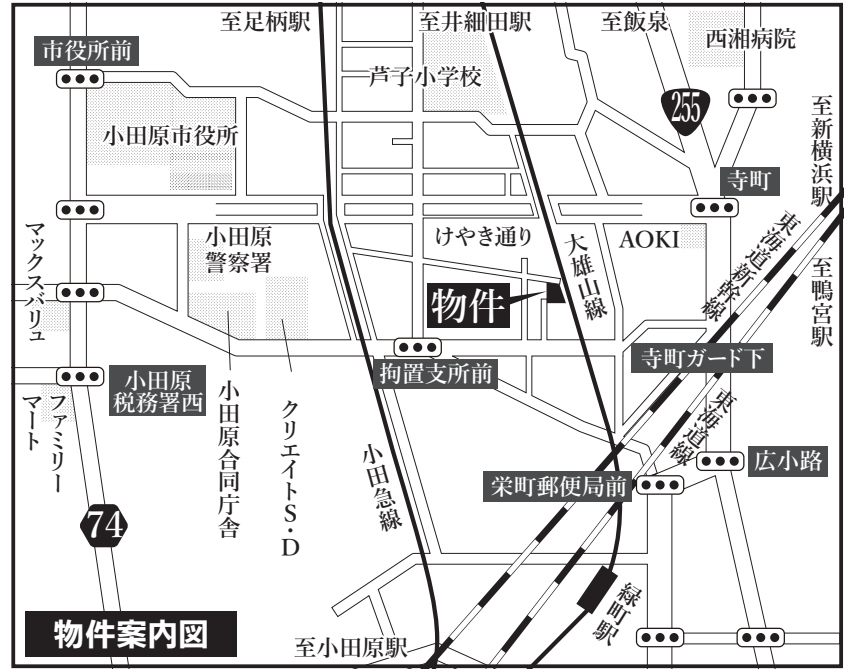 至足柄駅
至井細田駅
至飯泉
西湘病院
市役所前
芦子小学校
255
至新横浜駅
小田原市役所
寺町
マックスバリュ
小田原
警察署
けやき通り
大雄山線
AOKI
東海道新幹線
至鴨宮駅
物件
拘置支所前
寺町ガード下
小田原
税務署西
ファミリー
マート
小田原合同庁舎
クリエイトS・D
小田急線
東海道線
栄町郵便局前
広小路
74
緑町駅
物件案内図
至小田原駅